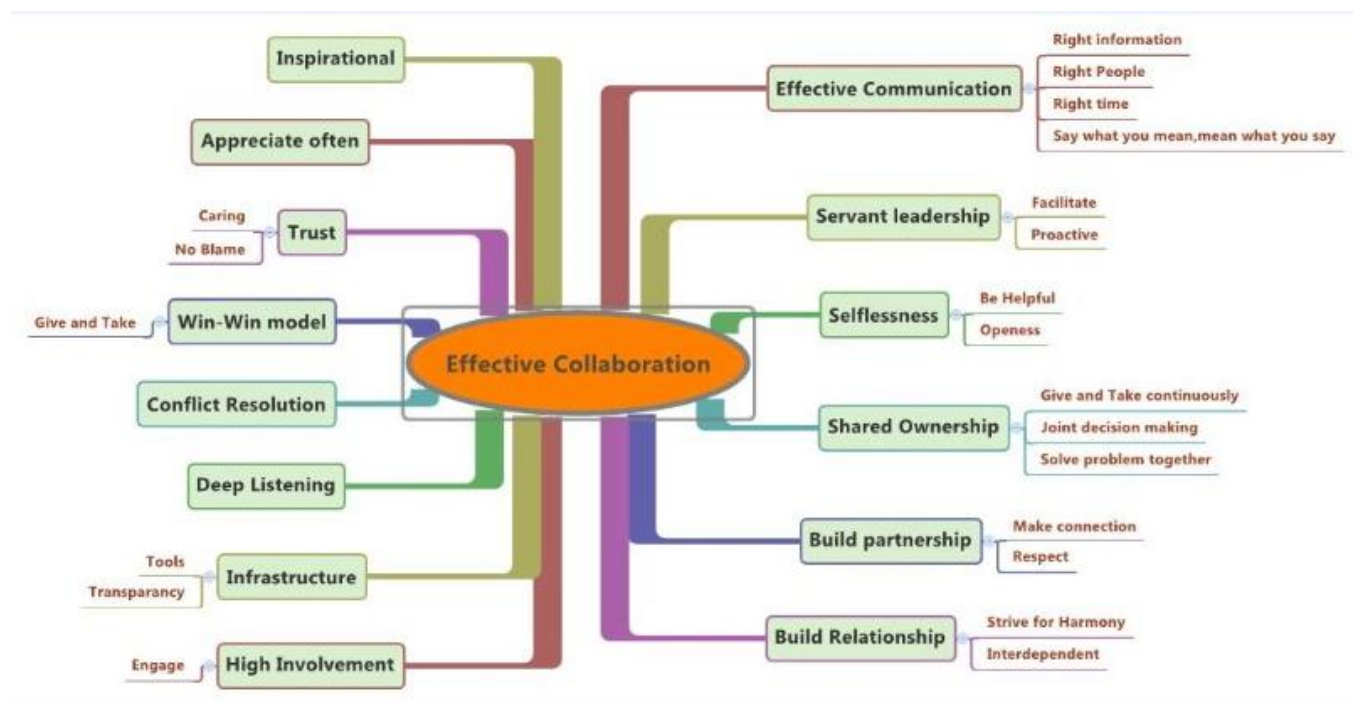 Effective Collaboration
Effective Communication
Right information
Right People
Right time
Say what you mean,mean what you say
Servant leadership
Facilitate
Proactive
Selflessness
Be Helpful
Openess
Shared Ownership
Give and Take continuously
Joint decision making
Solve problem together
Build partnership
Make connection
Respect
Build Relationship
Strive for Harmony
Interdependent
Inspirational
Appreciate often
Trust
Caring
No Blame
Win-Win model
Give and Take
Conflict Resolution
Deep Listening
Infrastructure
Tools
Transparancy
High Involvement
Engage